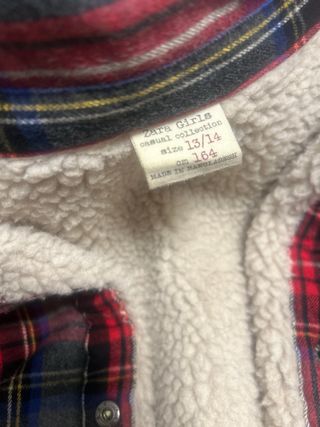 Zara Girls
casual collection
size 13/14
cm 164
MADE IN BANGLADESH